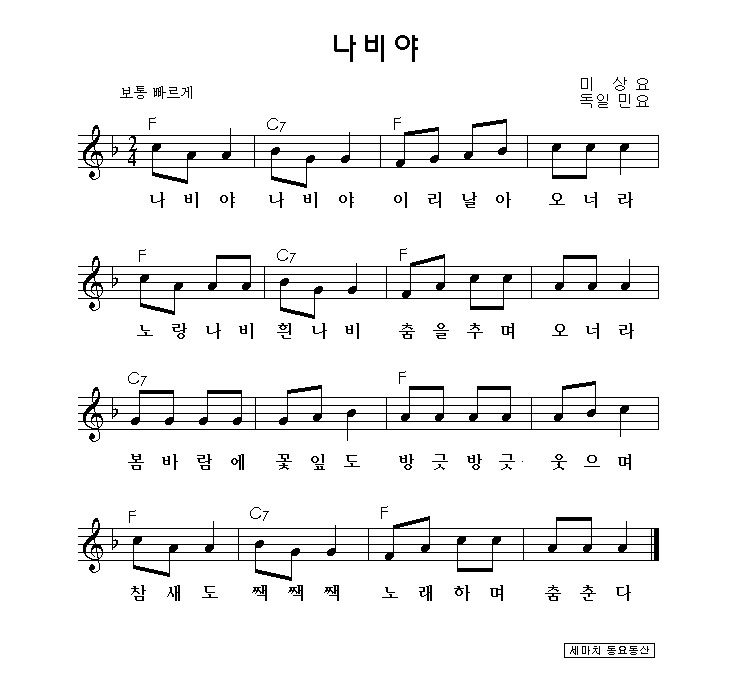 나비야
보통 빠르게
미 상 요
독일 민요
F C7 F
2
4
나 비 야 나 비 야 이 리 날 아 오 너 라
F C7 F
노 랑 나 비 흰 나 비 춤 을 추 며 오 너 라
C7 F
봄 바 람 에 꽃 잎 도 방 긋 방 긋 웃 으 며
F C7 F
참 새 도 짹 짹 짹 노 래 하 며 춤 춘 다
세마치 동요동산